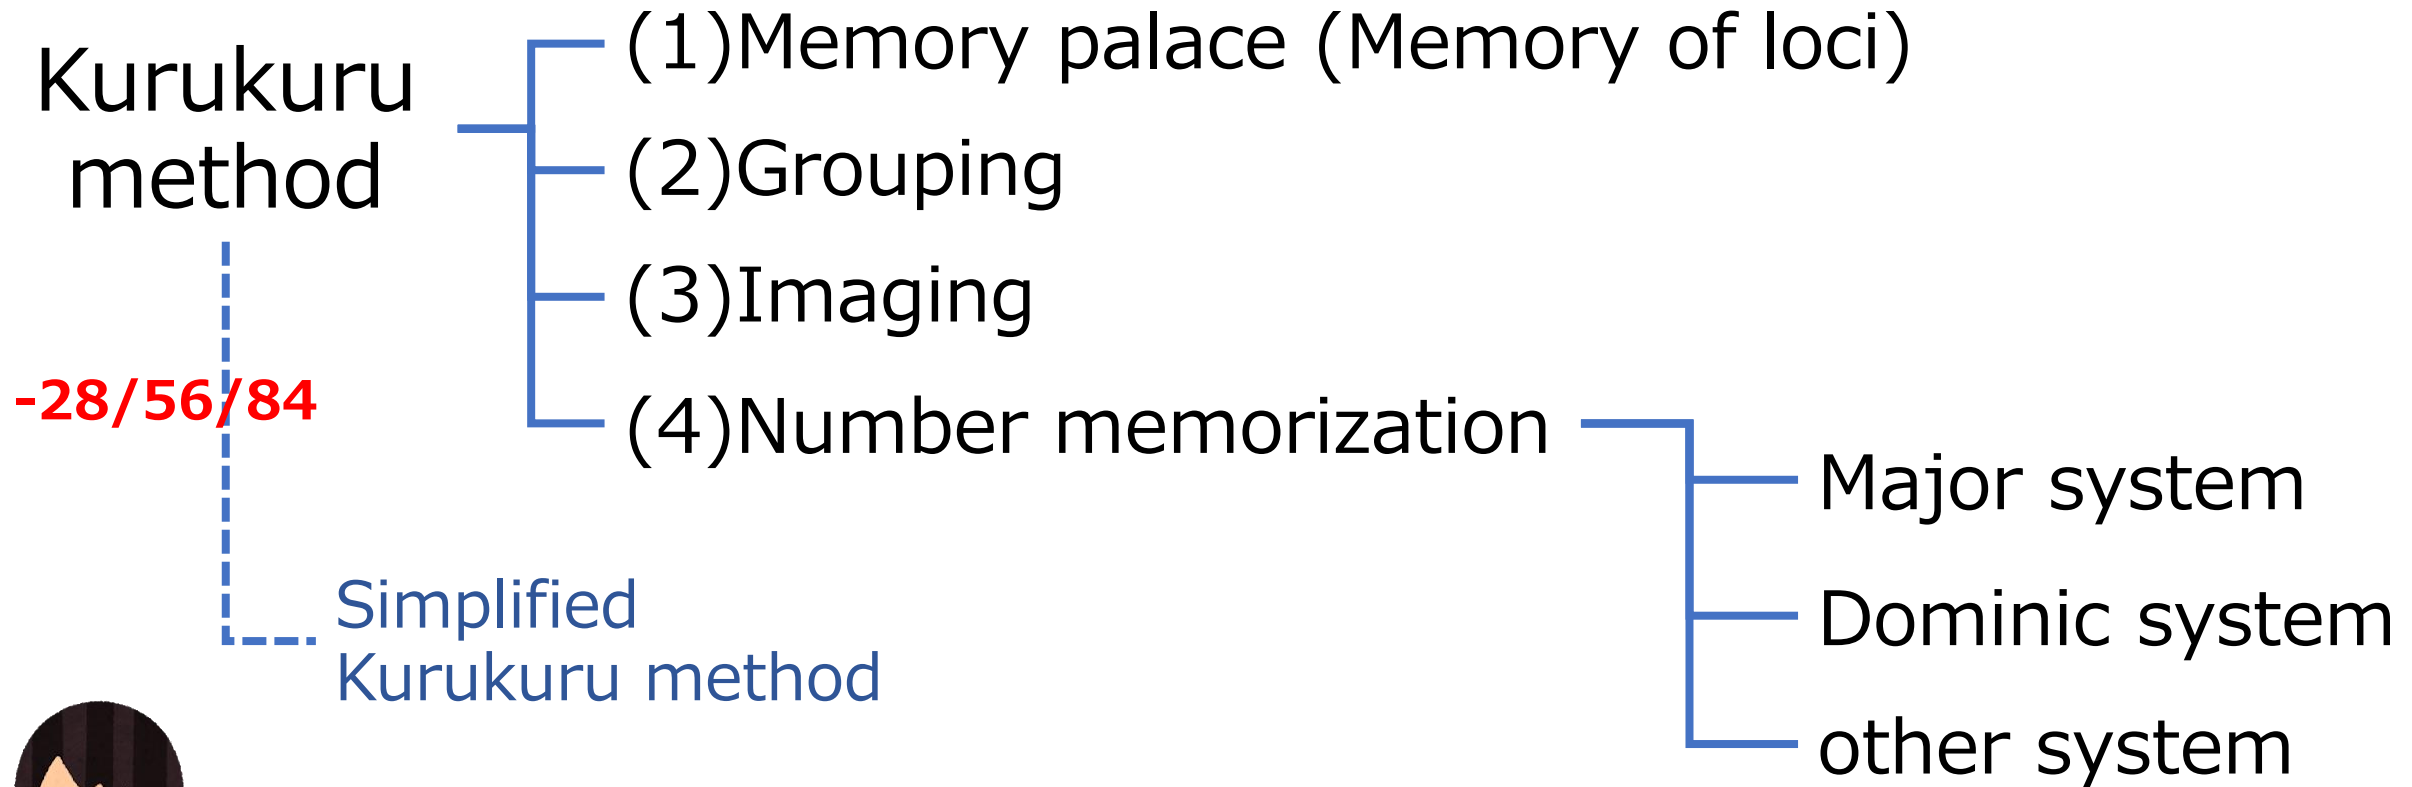 Kurukuru
method
(1)Memory palace (Memory of loci)
(2)Grouping
(3)Imaging
(4)Number memorization
Major system
Dominic system
other system
-28/56/84
Simplified
Kurukuru method